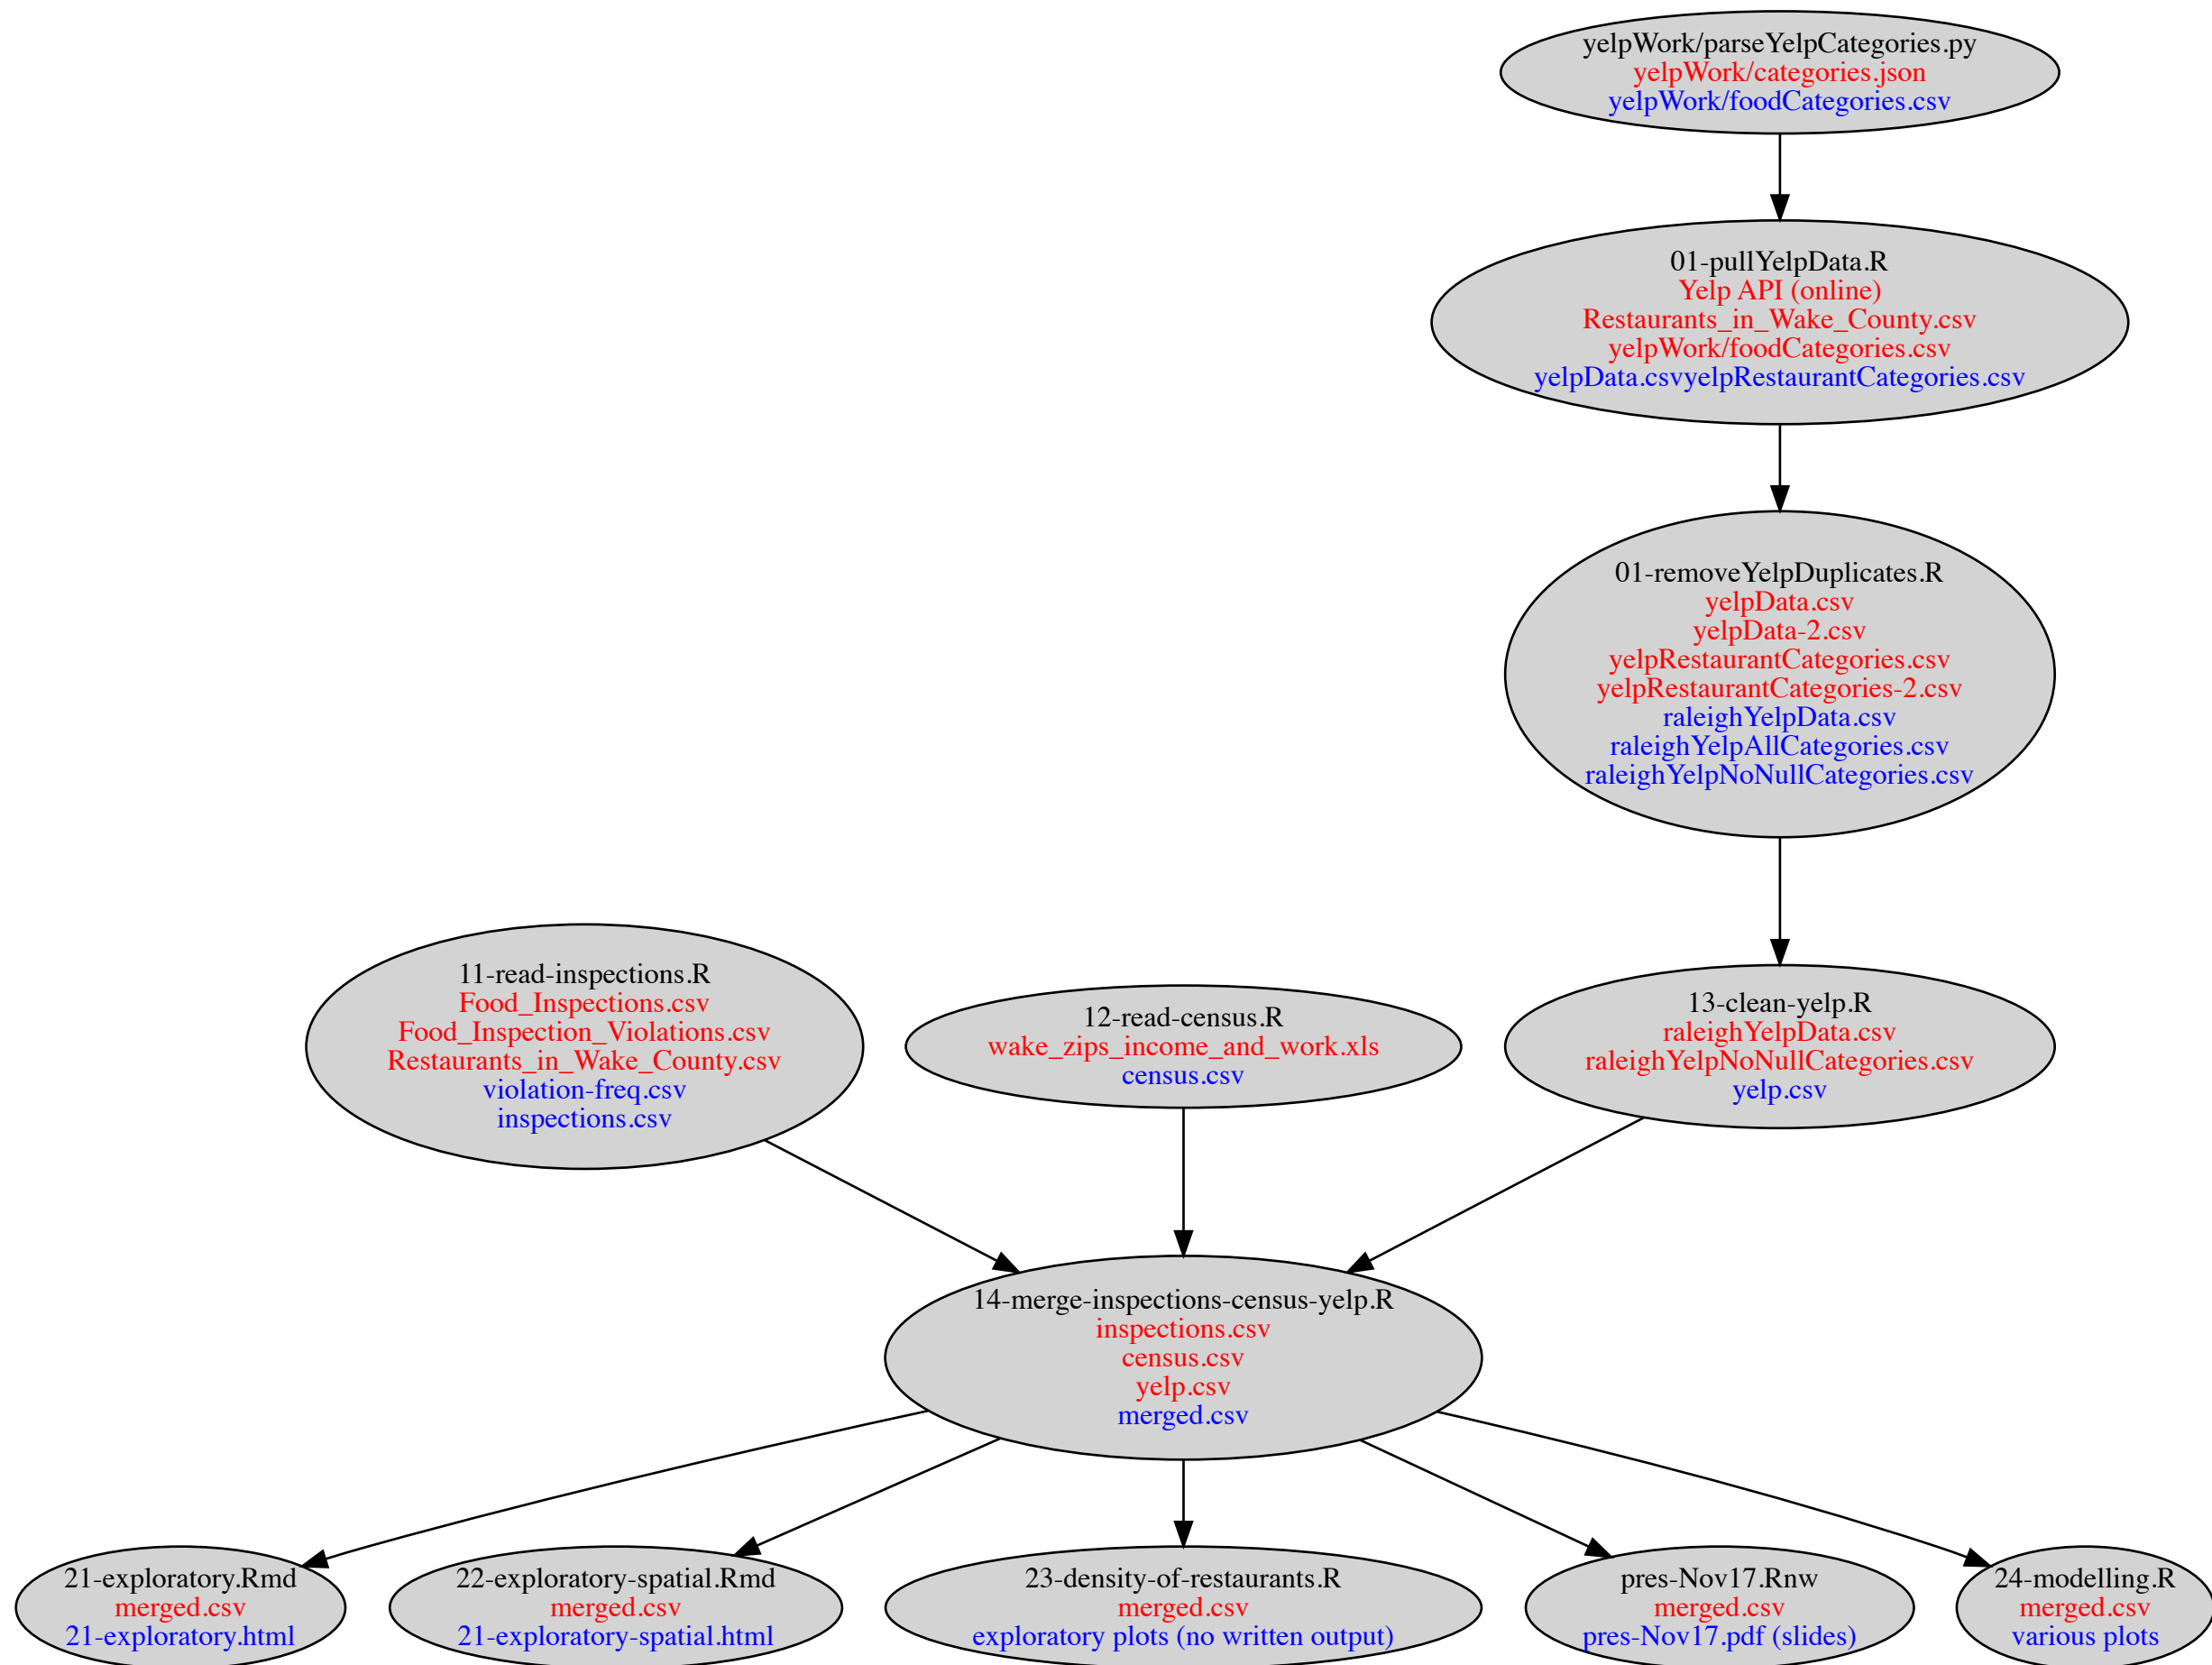 yelpWork/parseYelpCategories.py
yelpWork/categories.json
yelpWork/foodCategories.csv
01-pullYelpData.R
Yelp API (online)
Restaurants_in_Wake_County.csv
yelpWork/foodCategories.csv
yelpData.csvyelpRestaurantCategories.csv
01-removeYelpDuplicates.R
yelpData.csv
yelpData-2.csv
yelpRestaurantCategories.csv
yelpRestaurantCategories-2.csv
raleighYelpData.csv
raleighYelpAllCategories.csv
raleighYelpNoNullCategories.csv
11-read-inspections.R
Food_Inspections.csv
Food_Inspection_Violations.csv
Restaurants_in_Wake_County.csv
violation-freq.csv
inspections.csv
12-read-census.R
wake_zips_income_and_work.xls
census.csv
13-clean-yelp.R
raleighYelpData.csv
raleighYelpNoNullCategories.csv
yelp.csv
14-merge-inspections-census-yelp.R
inspections.csv
census.csv
yelp.csv
merged.csv
21-exploratory.Rmd
merged.csv
21-exploratory.html
22-exploratory-spatial.Rmd
merged.csv
21-exploratory-spatial.html
23-density-of-restaurants.R
merged.csv
exploratory plots (no written output)
pres-Nov17.Rnw
merged.csv
pres-Nov17.pdf (slides)
24-modelling.R
merged.csv
various plots